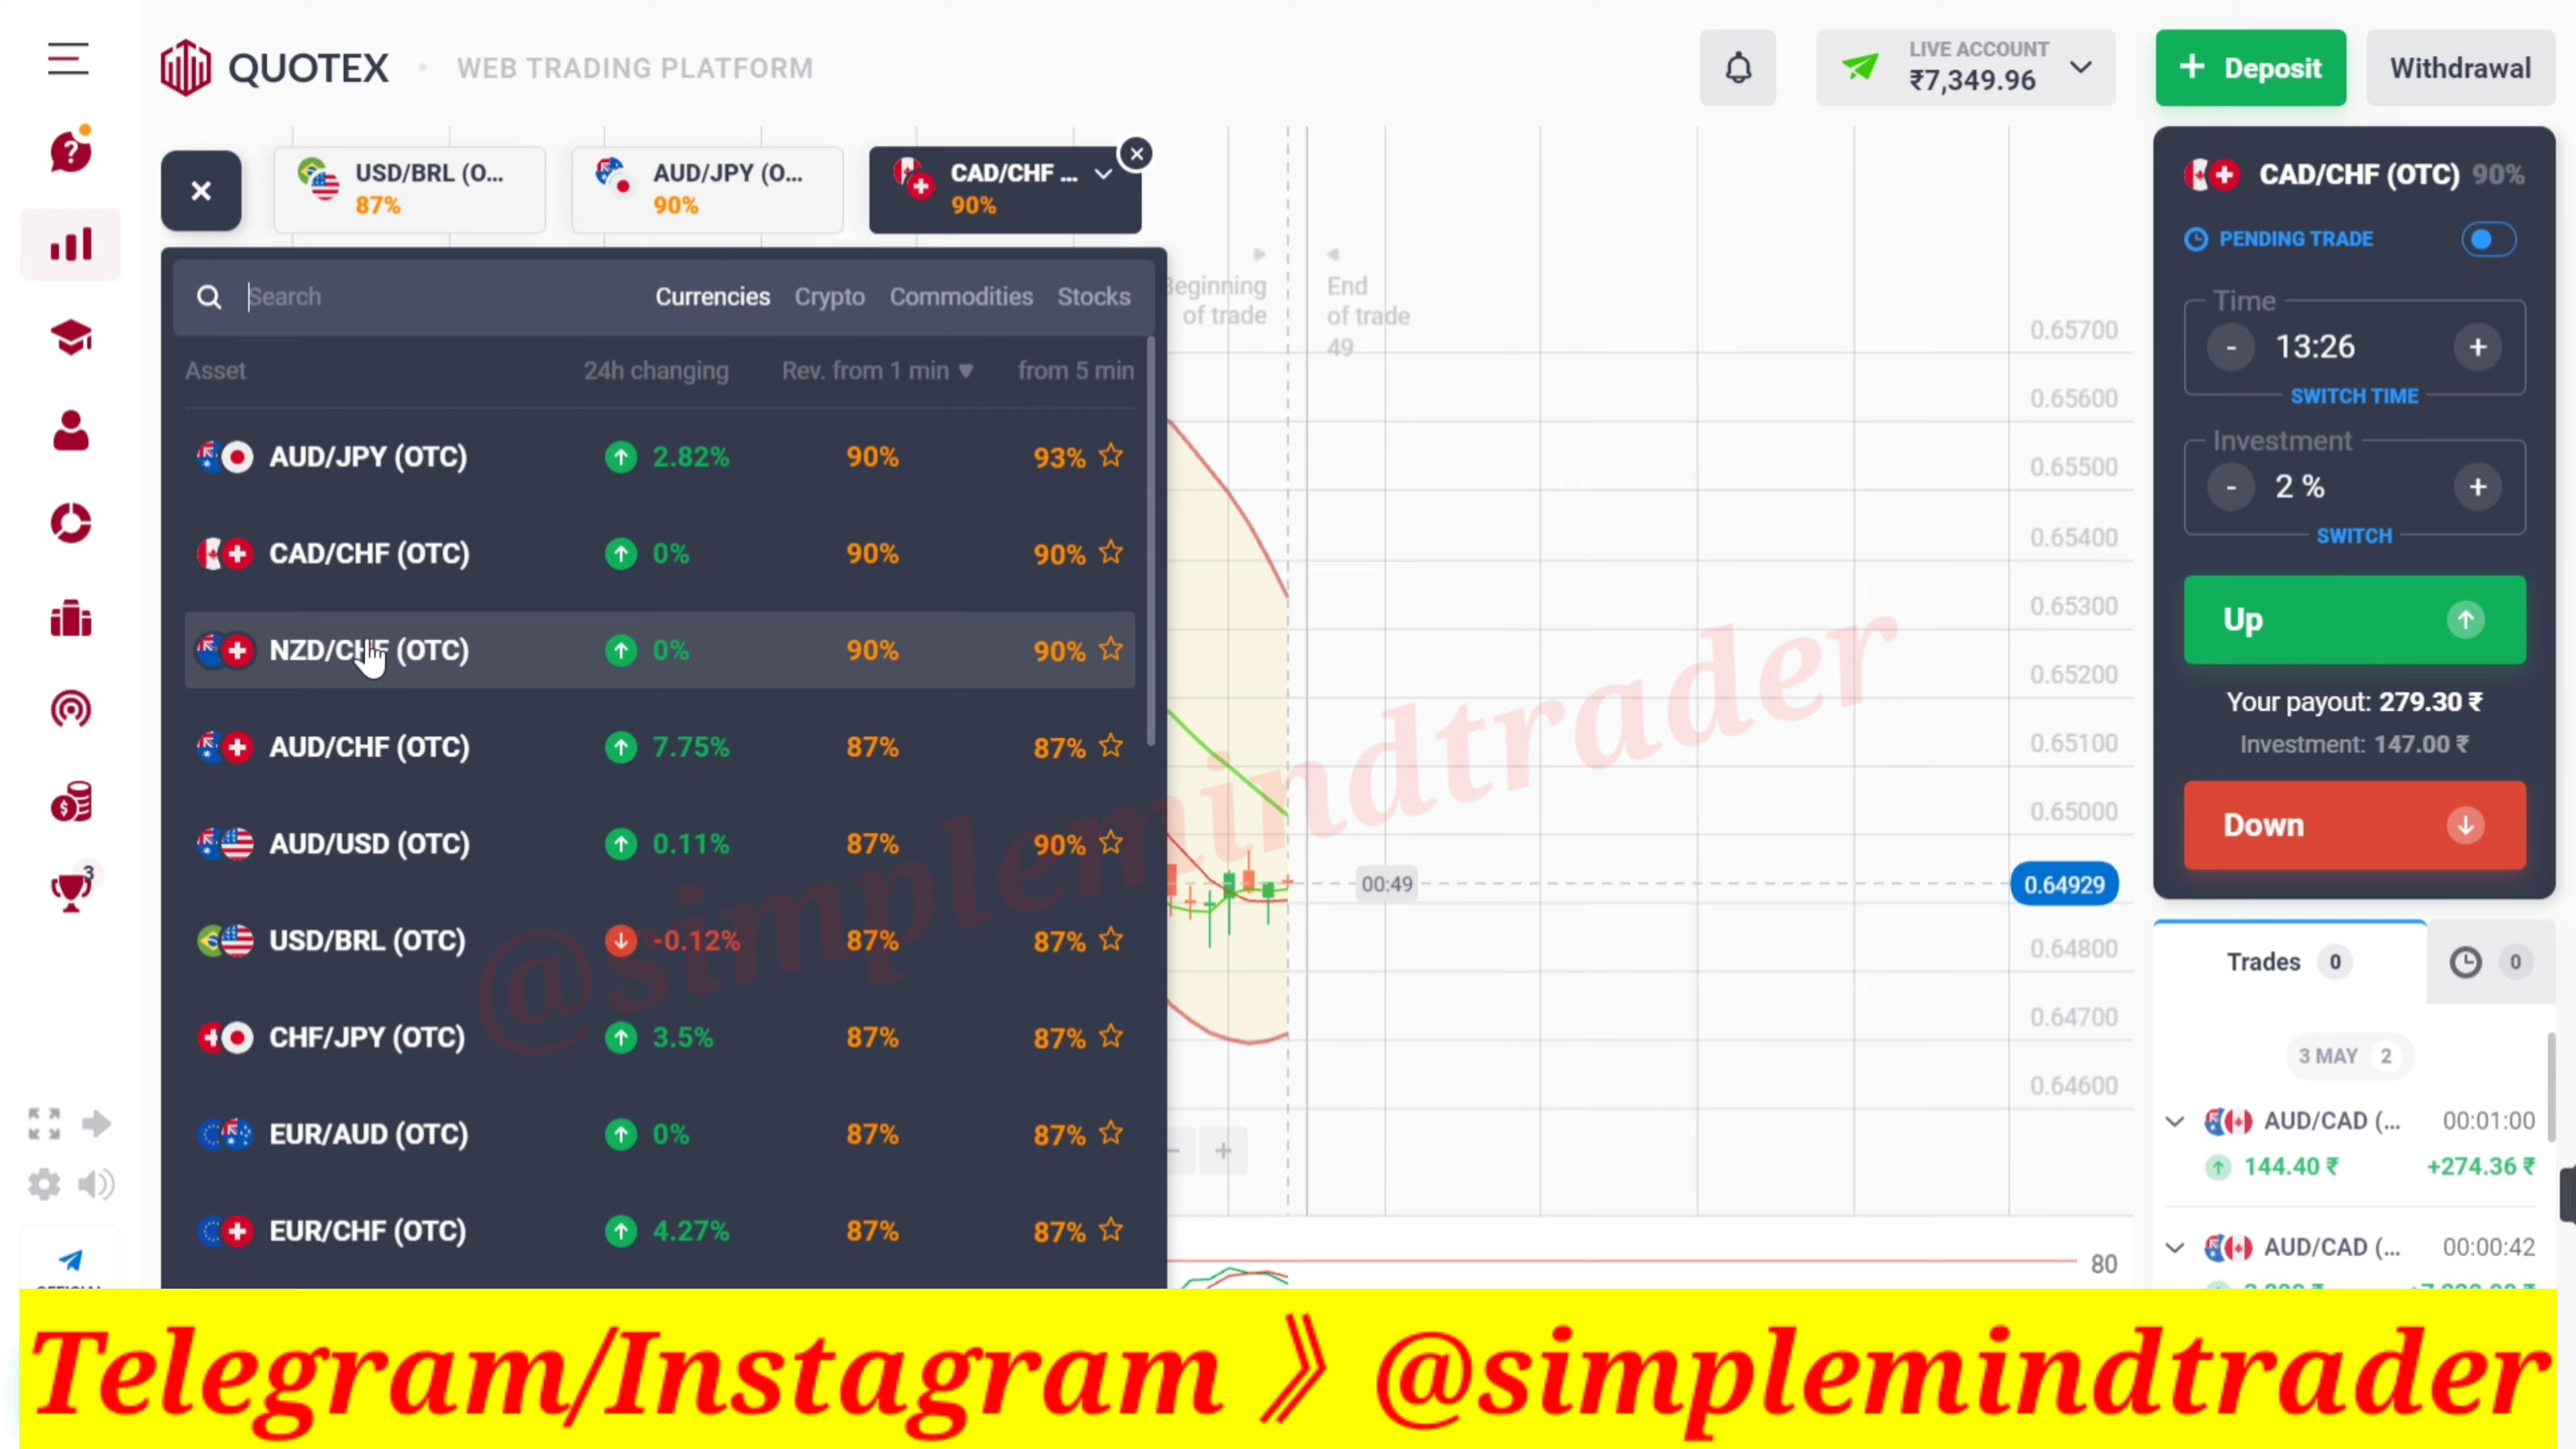 QUOTEX • WEB TRADING PLATFORM
LIVE ACCOUNT
₹7,349.96
+ Deposit
Withdrawal
USD/BRL (O...
87%
AUD/JPY (O...
90%
CAD/CHF ...
90%
Search
Currencies Crypto Commodities Stocks
Asset 24h changing Rev. from 1 min from 5 min
AUD/JPY (OTC) 2.82% 90% 93%
CAD/CHF (OTC) 0% 90% 90%
NZD/CHF (OTC) 0% 90% 90%
AUD/CHF (OTC) 7.75% 87% 87%
AUD/USD (OTC) 0.11% 87% 90%
USD/BRL (OTC) -0.12% 87% 87%
CHF/JPY (OTC) 3.5% 87% 87%
EUR/AUD (OTC) 0% 87% 87%
EUR/CHF (OTC) 4.27% 87% 87%
3
Beginning
of trade
End
of trade
49
0.65700
0.65600
0.65500
0.65400
0.65300
0.65200
0.65100
0.65000
00:49
0.64929
0.64800
0.64700
0.64600
80
@simplemindtrader
CAD/CHF (OTC) 90%
PENDING TRADE
Time
- 13:26 +
SWITCH TIME
Investment
- 2 % +
SWITCH
Up
Your payout: 279.30 ₹
Investment: 147.00 ₹
Down
Trades 0
0
3 MAY 2
AUD/CAD (... 00:01:00
144.40 ₹ +274.36 ₹
AUD/CAD (... 00:00:42
Telegram/Instagram 》 @simplemindtrader